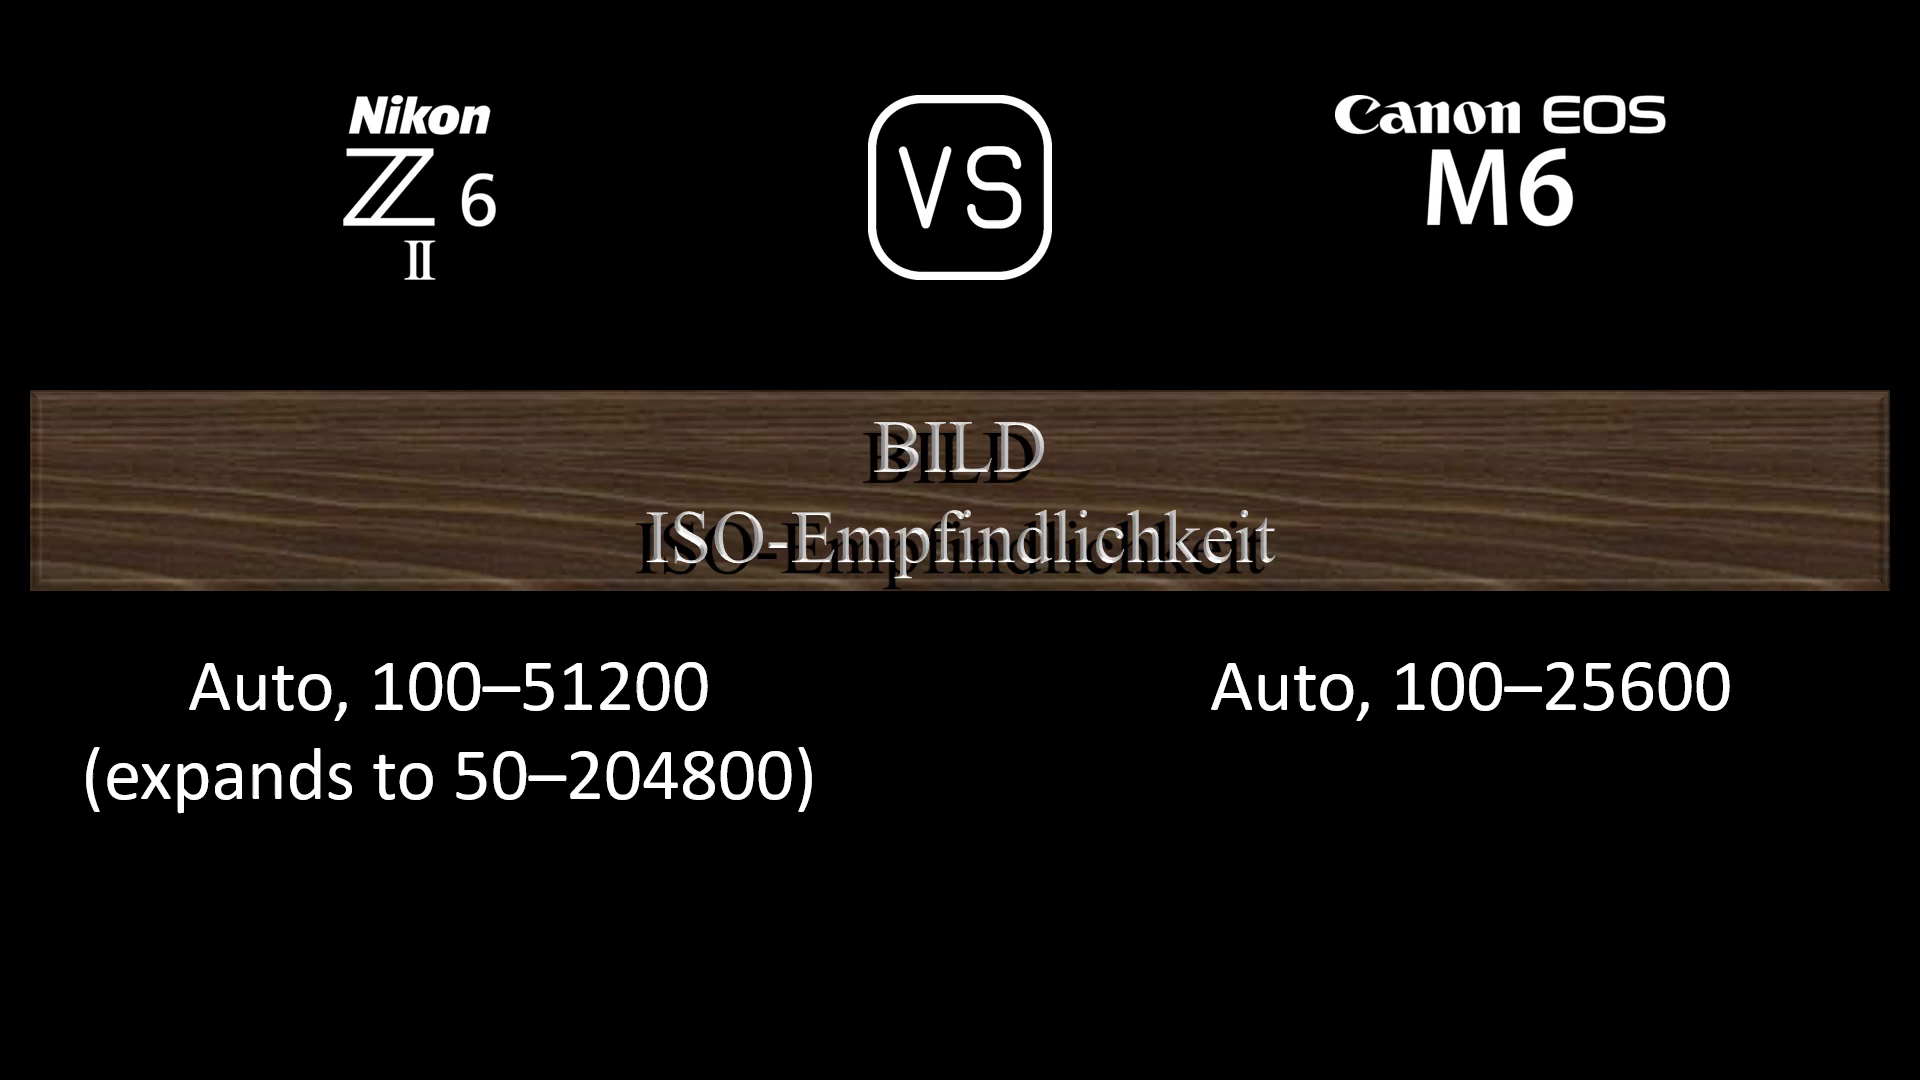 Nikon
Z 6
II
VS
Canon EOS
M6
BILD
ISO-Empfindlichkeit
Auto, 100–51200
(expands to 50–204800)
Auto, 100–25600